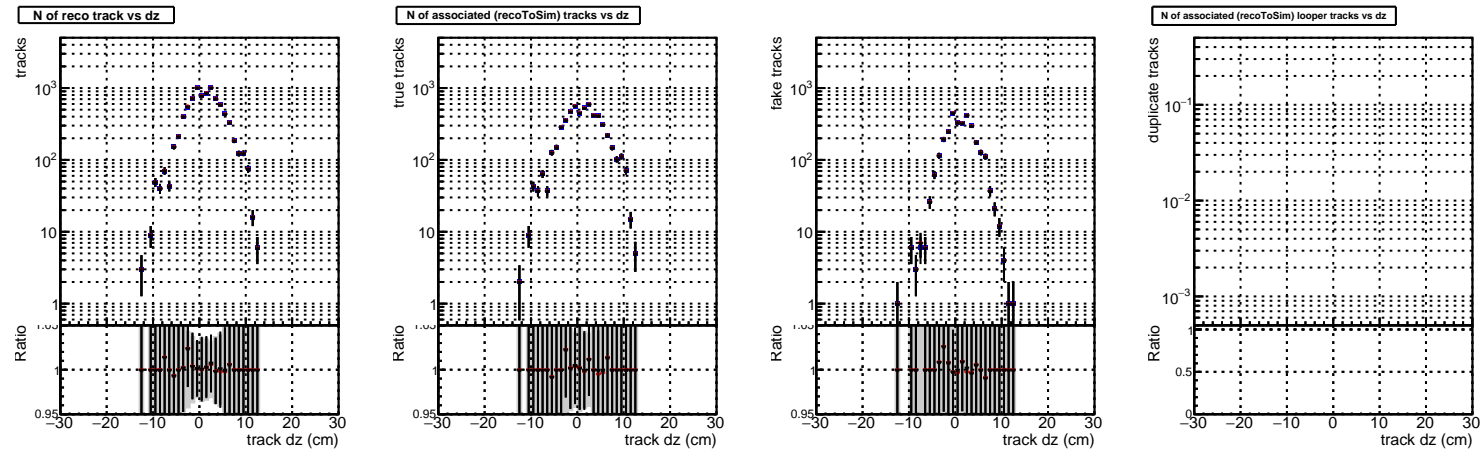 N of reco track vs dz
tracks
10³
10²
10
1
Ratio
1
0.95
−30 −20 −10 0 10 20 30
track dz (cm)
N of associated (recoToSim) tracks vs dz
true tracks
10³
10²
10
1
Ratio
1
0.95
−30 −20 −10 0 10 20 30
track dz (cm)
fake tracks
10³
10²
10
1
Ratio
1
0.95
−30 −20 −10 0 10 20 30
track dz (cm)
N of associated (recoToSim) looper tracks vs dz
duplicate tracks
10⁻¹
10⁻²
10⁻³
Ratio
1
0.5
0
−30 −20 −10 0 10 20 30
track dz (cm)